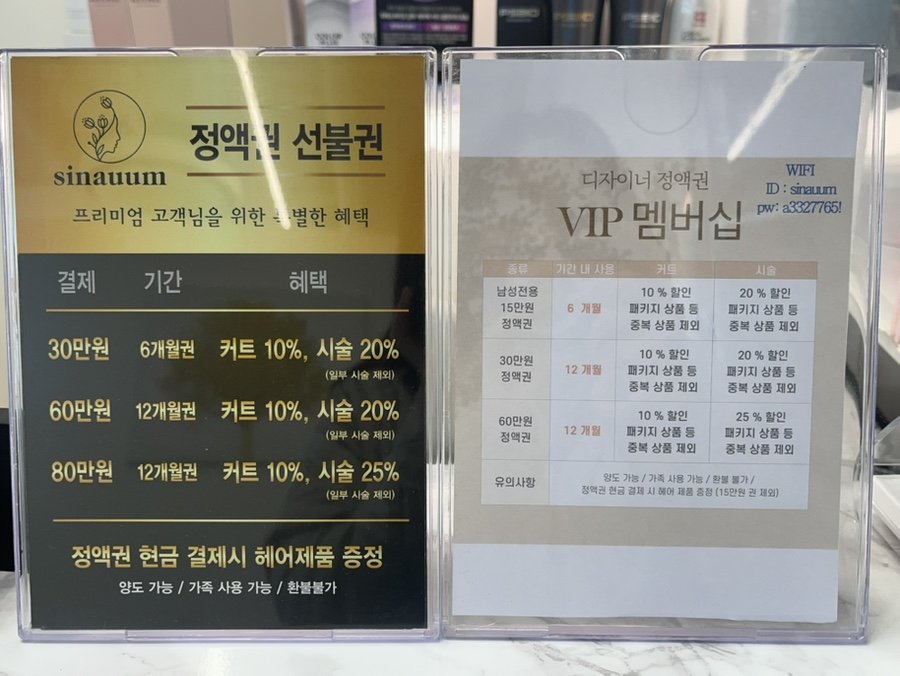 sinauum
정액권 선불권
프리미엄 고객님을 위한 특별한 혜택
결제 기간 혜택
30만원 6개월권 커트 10%, 시술 20%
(일부 시술 제외)
60만원 12개월권 커트 10%, 시술 20%
(일부 시술 제외)
80만원 12개월권 커트 10%, 시술 25%
(일부 시술 제외)
정액권 현금 결제시 헤어제품 증정
양도 가능 / 가족 사용 가능 / 환불불가
디자이너 정액권
VIP 멤버십
WIFI
ID : sinauum
pw: a3327765!
종류 기간 내 사용 커트 시술
남성전용
15만원
정액권
6 개월
10 % 할인
패키지 상품 등
중복 상품 제외
20 % 할인
패키지 상품 등
중복 상품 제외
30만원
정액권
12 개월
10 % 할인
패키지 상품 등
중복 상품 제외
20 % 할인
패키지 상품 등
중복 상품 제외
60만원
정액권
12 개월
10 % 할인
패키지 상품 등
중복 상품 제외
25 % 할인
패키지 상품 등
중복 상품 제외
유의사항
양도 가능 / 가족 사용 가능 / 환불 불가 /
정액권 현금 결제 시 헤어 제품 증정 (15만원 권 제외)